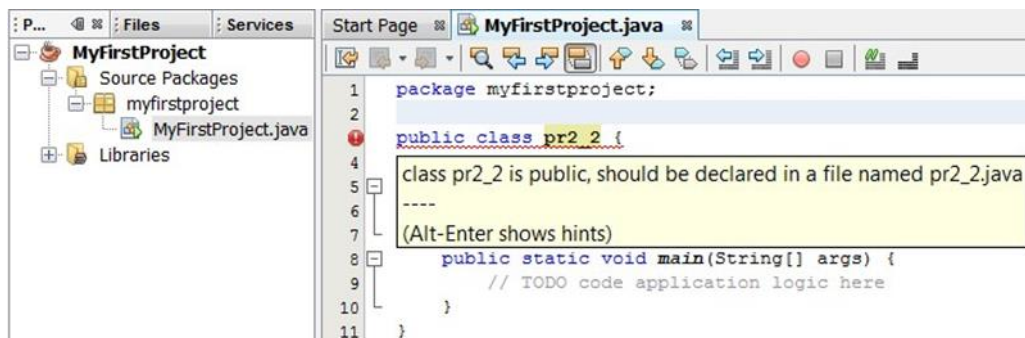 P... Files Services
MyFirstProject
Source Packages
myfirstproject
MyFirstProject.java
Libraries
Start Page MyFirstProject.java
1 package myfirstproject;
2
public class pr2_2 {
4
class pr2_2 is public, should be declared in a file named pr2_2.java
5
----
6
(Alt-Enter shows hints)
7
8 public static void main(String[] args) {
9 // TODO code application logic here
10 }
11 }